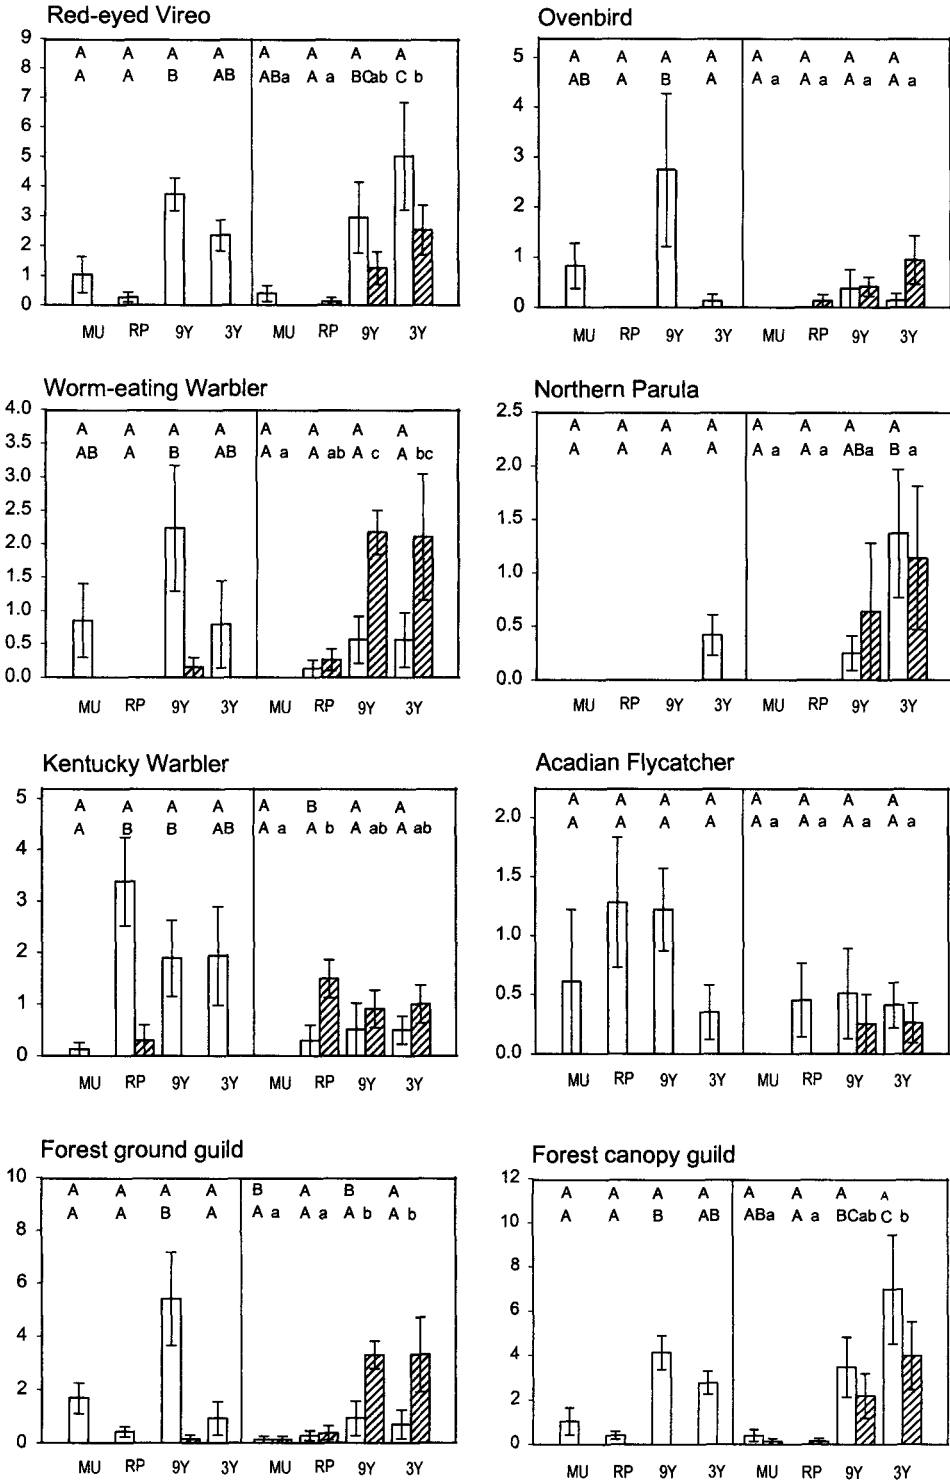 Red-eyed Vireo
9
8
7
6
5
4
3
2
1
0
A A A A A A A A
A A B AB ABa A a BCab C b
MU RP 9Y 3Y MU RP 9Y 3Y
Ovenbird
5
4
3
2
1
0
A A A A A A A A
AB A B A A a A a A a A a
MU RP 9Y 3Y MU RP 9Y 3Y
Worm-eating Warbler
4.0
3.5
3.0
2.5
2.0
1.5
1.0
0.5
0.0
A A A A A A A A
AB A B AB A a A ab A c A bc
MU RP 9Y 3Y MU RP 9Y 3Y
Northern Parula
2.5
2.0
1.5
1.0
0.5
0.0
A A A A A A A A
A A A A A a A a ABa B a
MU RP 9Y 3Y MU RP 9Y 3Y
Kentucky Warbler
5
4
3
2
1
0
A A A A A B A A
A B B AB A a A b A ab A ab
MU RP 9Y 3Y MU RP 9Y 3Y
Acadian Flycatcher
2.0
1.5
1.0
0.5
0.0
A A A A A A A A
A A A A A a A a A a A a
MU RP 9Y 3Y MU RP 9Y 3Y
Forest ground guild
10
8
6
4
2
0
A A A A B A B A
A A B A A a A a A b A b
MU RP 9Y 3Y MU RP 9Y 3Y
Forest canopy guild
12
10
8
6
4
2
0
A A A A A A A A
A A B AB ABa A a BCab C b
MU RP 9Y 3Y MU RP 9Y 3Y